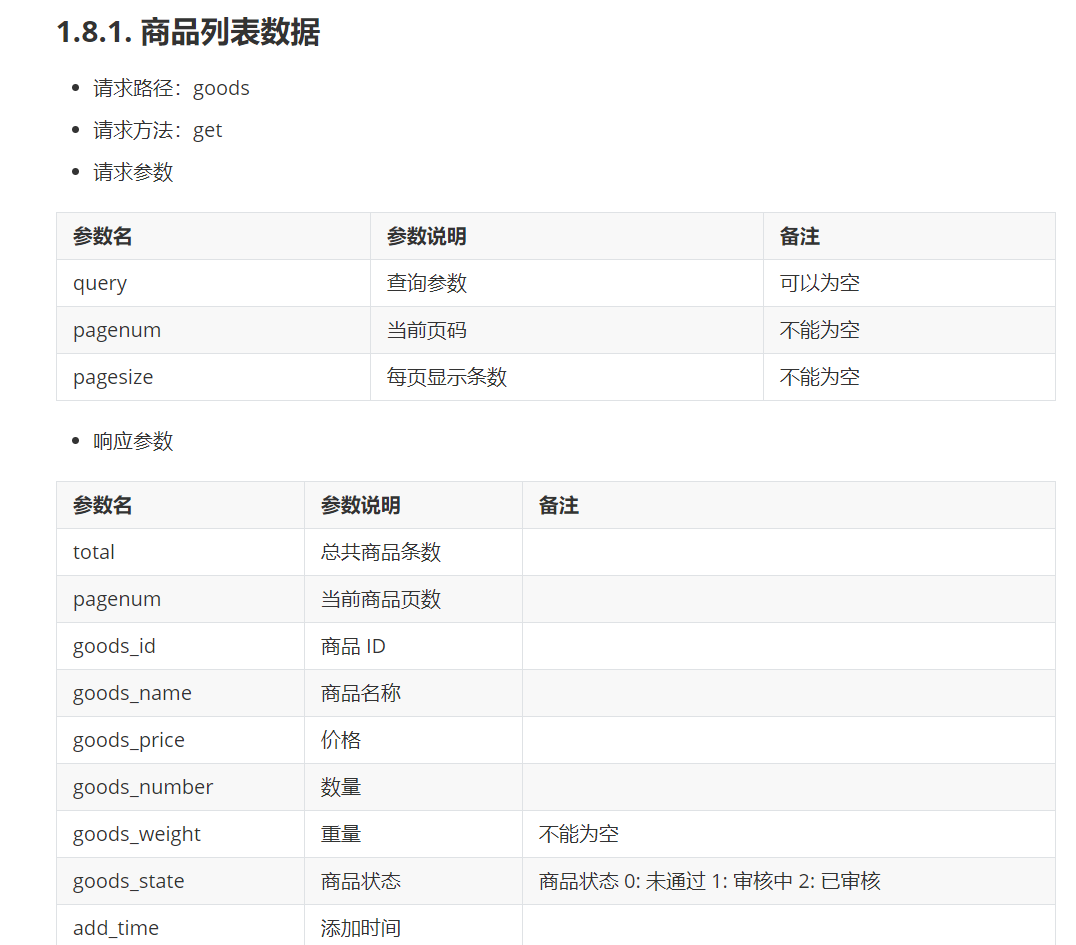 1.8.1. 商品列表数据
请求路径：goods
请求方法：get
请求参数
参数名 参数说明 备注
query 查询参数 可以为空
pagenum 当前页码 不能为空
pagesize 每页显示条数 不能为空
响应参数
参数名 参数说明 备注
total 总共商品条数
pagenum 当前商品页数
goods_id 商品 ID
goods_name 商品名称
goods_price 价格
goods_number 数量
goods_weight 重量 不能为空
goods_state 商品状态 商品状态 0: 未通过 1: 审核中 2: 已审核
add_time 添加时间